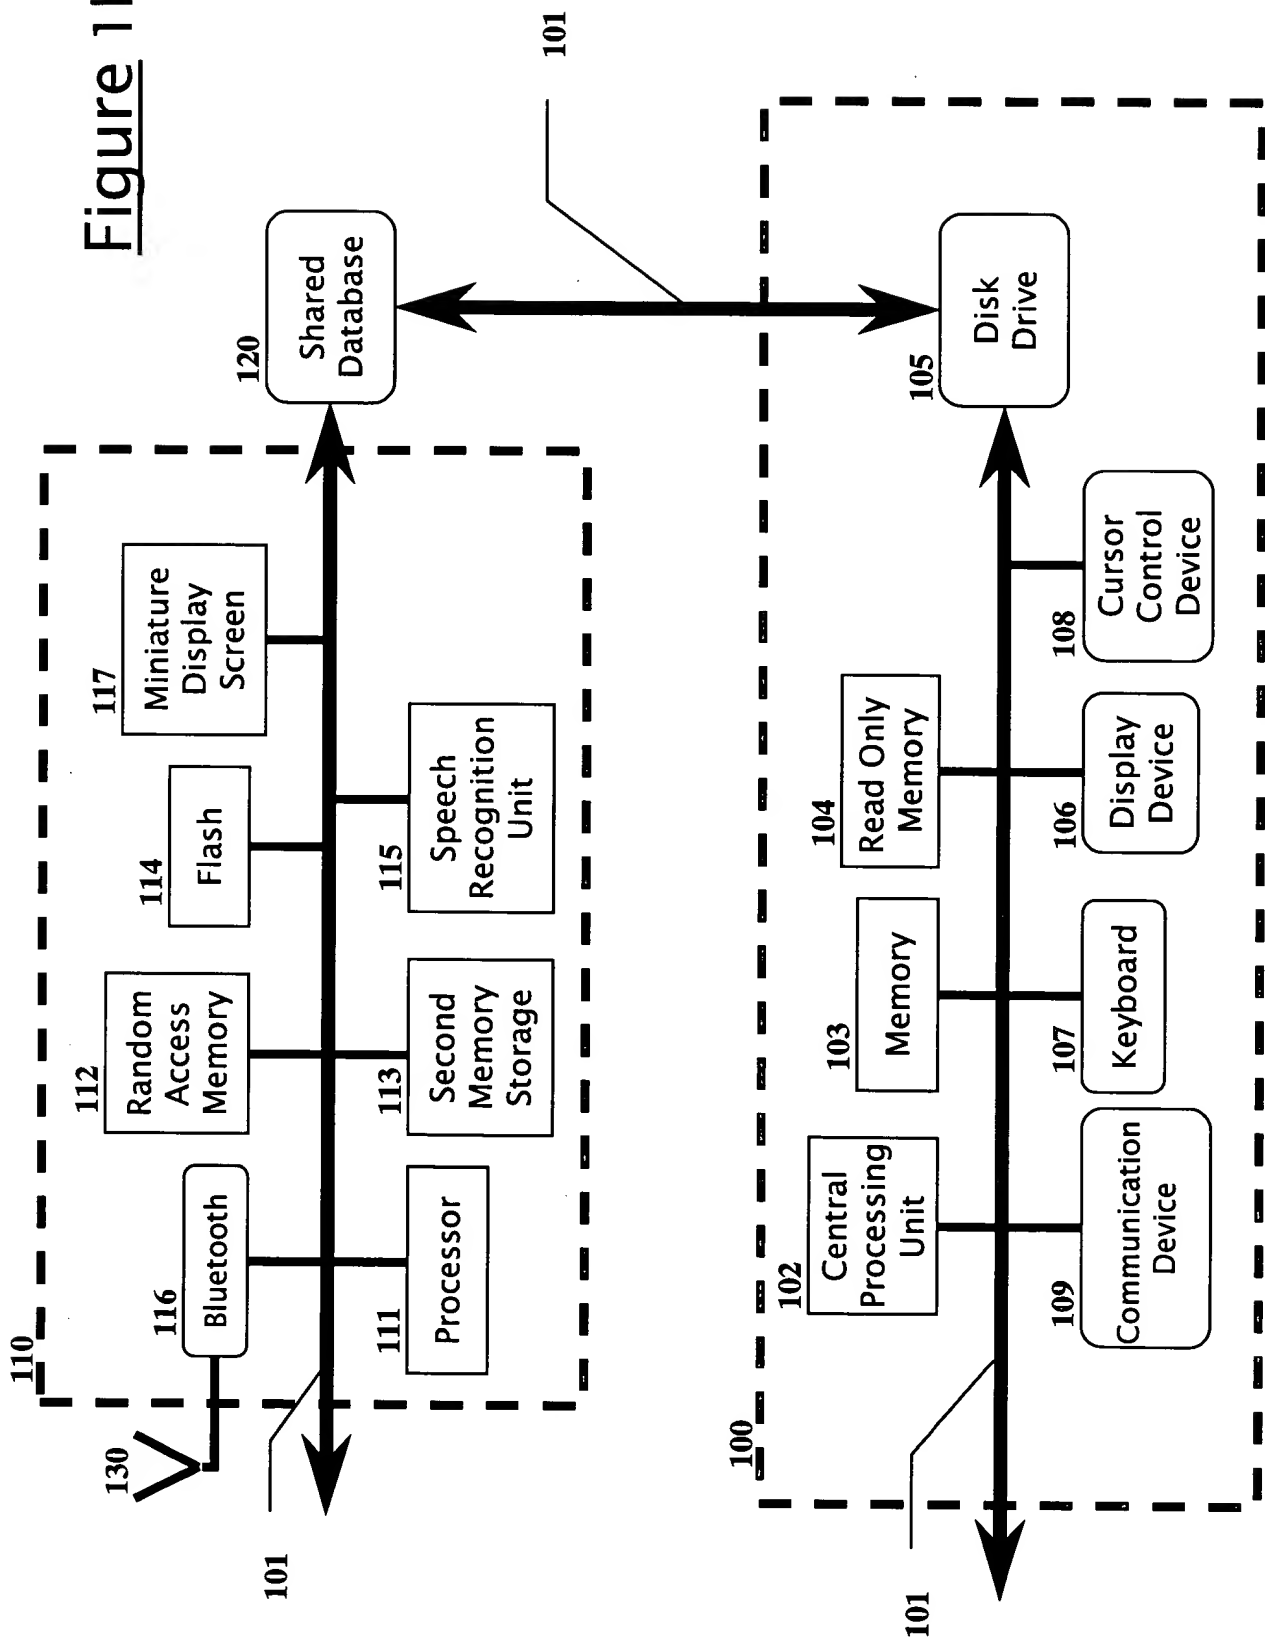 Figure 1
110
130
116
Bluetooth
112
Random
Access
Memory
114
Flash
117
Miniature
Display
Screen
101
111
Processor
113
Second
Memory
Storage
115
Speech
Recognition
Unit
120
Shared
Database
101
100
102
Central
Processing
Unit
103
Memory
104
Read Only
Memory
105
Disk
Drive
101
109
Communication
Device
107
Keyboard
106
Display
Device
108
Cursor
Control
Device